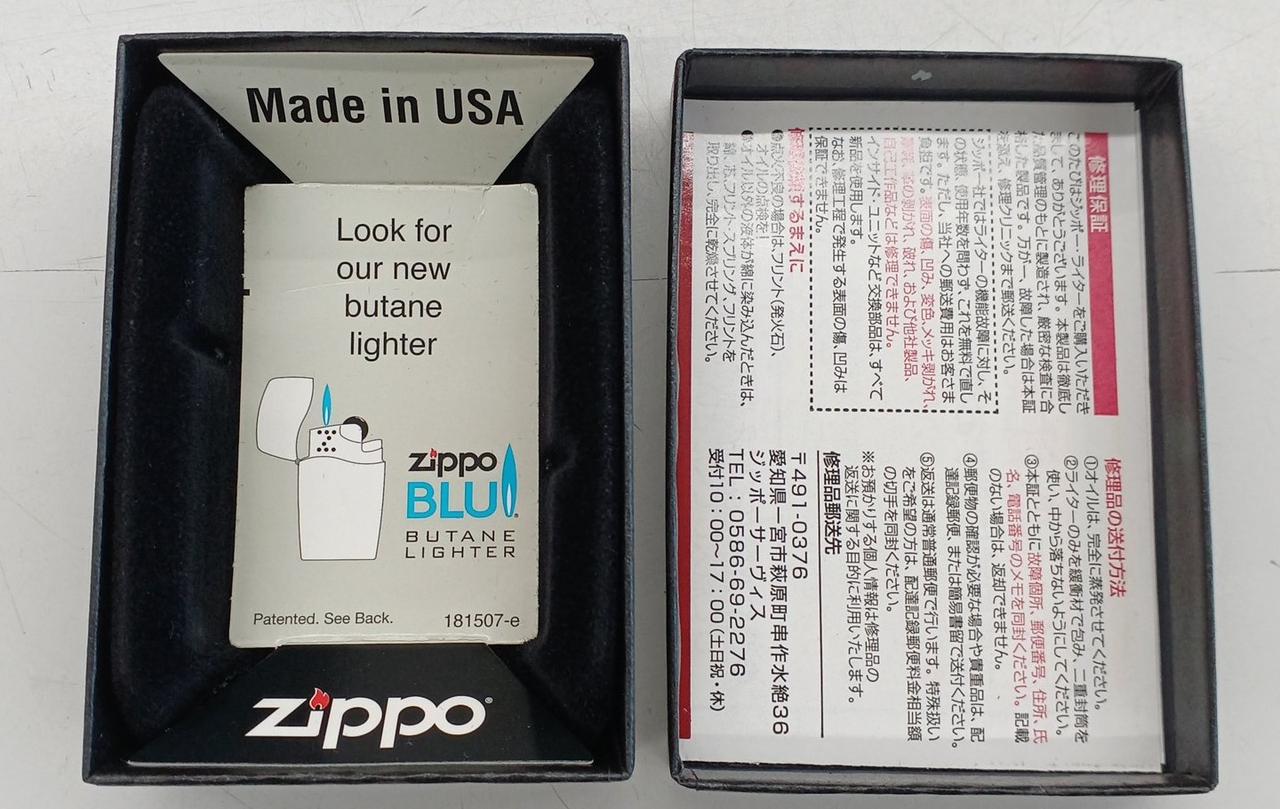 Made in USA
Look for
our new
butane
lighter
zippo
BLU
BUTANE
LIGHTER
Patented. See Back.
181507-e
zippo®
修理保証
このたびはジッポー・ライターをご購入いただき
まして、ありがとうございます。本製品は徹底し
た品質管理のもとに製造され、厳密な検査に合
格した製品です。万が一 故障した場合は本証
を添え、修理クリニックまで郵送ください。
ジッポー社ではライターの機能故障に対し、そ
の状態、使用年数を問わず、これを無料で直し
ます。ただし、当社への郵送費用はお客さま
負担です。表面の傷、凹み、変色、メッキ剥がれ、
塗装、革の剥がれ、破れ、および他社製品、
自己工作品などは修理できません。
インサイド・ユニットなど交換部品は、すべて
新品を使用します。
なお、修理工程で発生する表面の傷、凹みは
保証できません。
修理依頼するまえに
●点火不良の場合は、フリント(発火石)、
オイルの点検を!
●オイル以外の液体が綿に染み込んだときは、
綿、芯、フリント・スプリング、フリントを
取り出し、完全に乾燥させてください。
修理品の送付方法
①オイルは、完全に蒸発させてください。
②ライターのみを緩衝材で包み、二重封筒を
使い、中から落ちないようにしてください。
③本証とともに故障個所、郵便番号、住所、氏
名、電話番号のメモを同封ください。記載
のない場合は、返却できません。
④郵便物の確認が必要な場合や貴重品は、配
達記録郵便、または簡易書留で送付ください。
⑤返送は通常普通郵便で行います。特殊扱い
をご希望の方は、配達記録郵便料金相当額
の切手を同封ください。
※お預かりする個人情報は修理品の
返送に関する目的に利用いたします。
修理品郵送先
〒491-0376
愛知県一宮市萩原町串作水絶36
ジッポーサーヴィス
TEL：0586-69-2276
受付10：00〜17：00(土日祝・休)